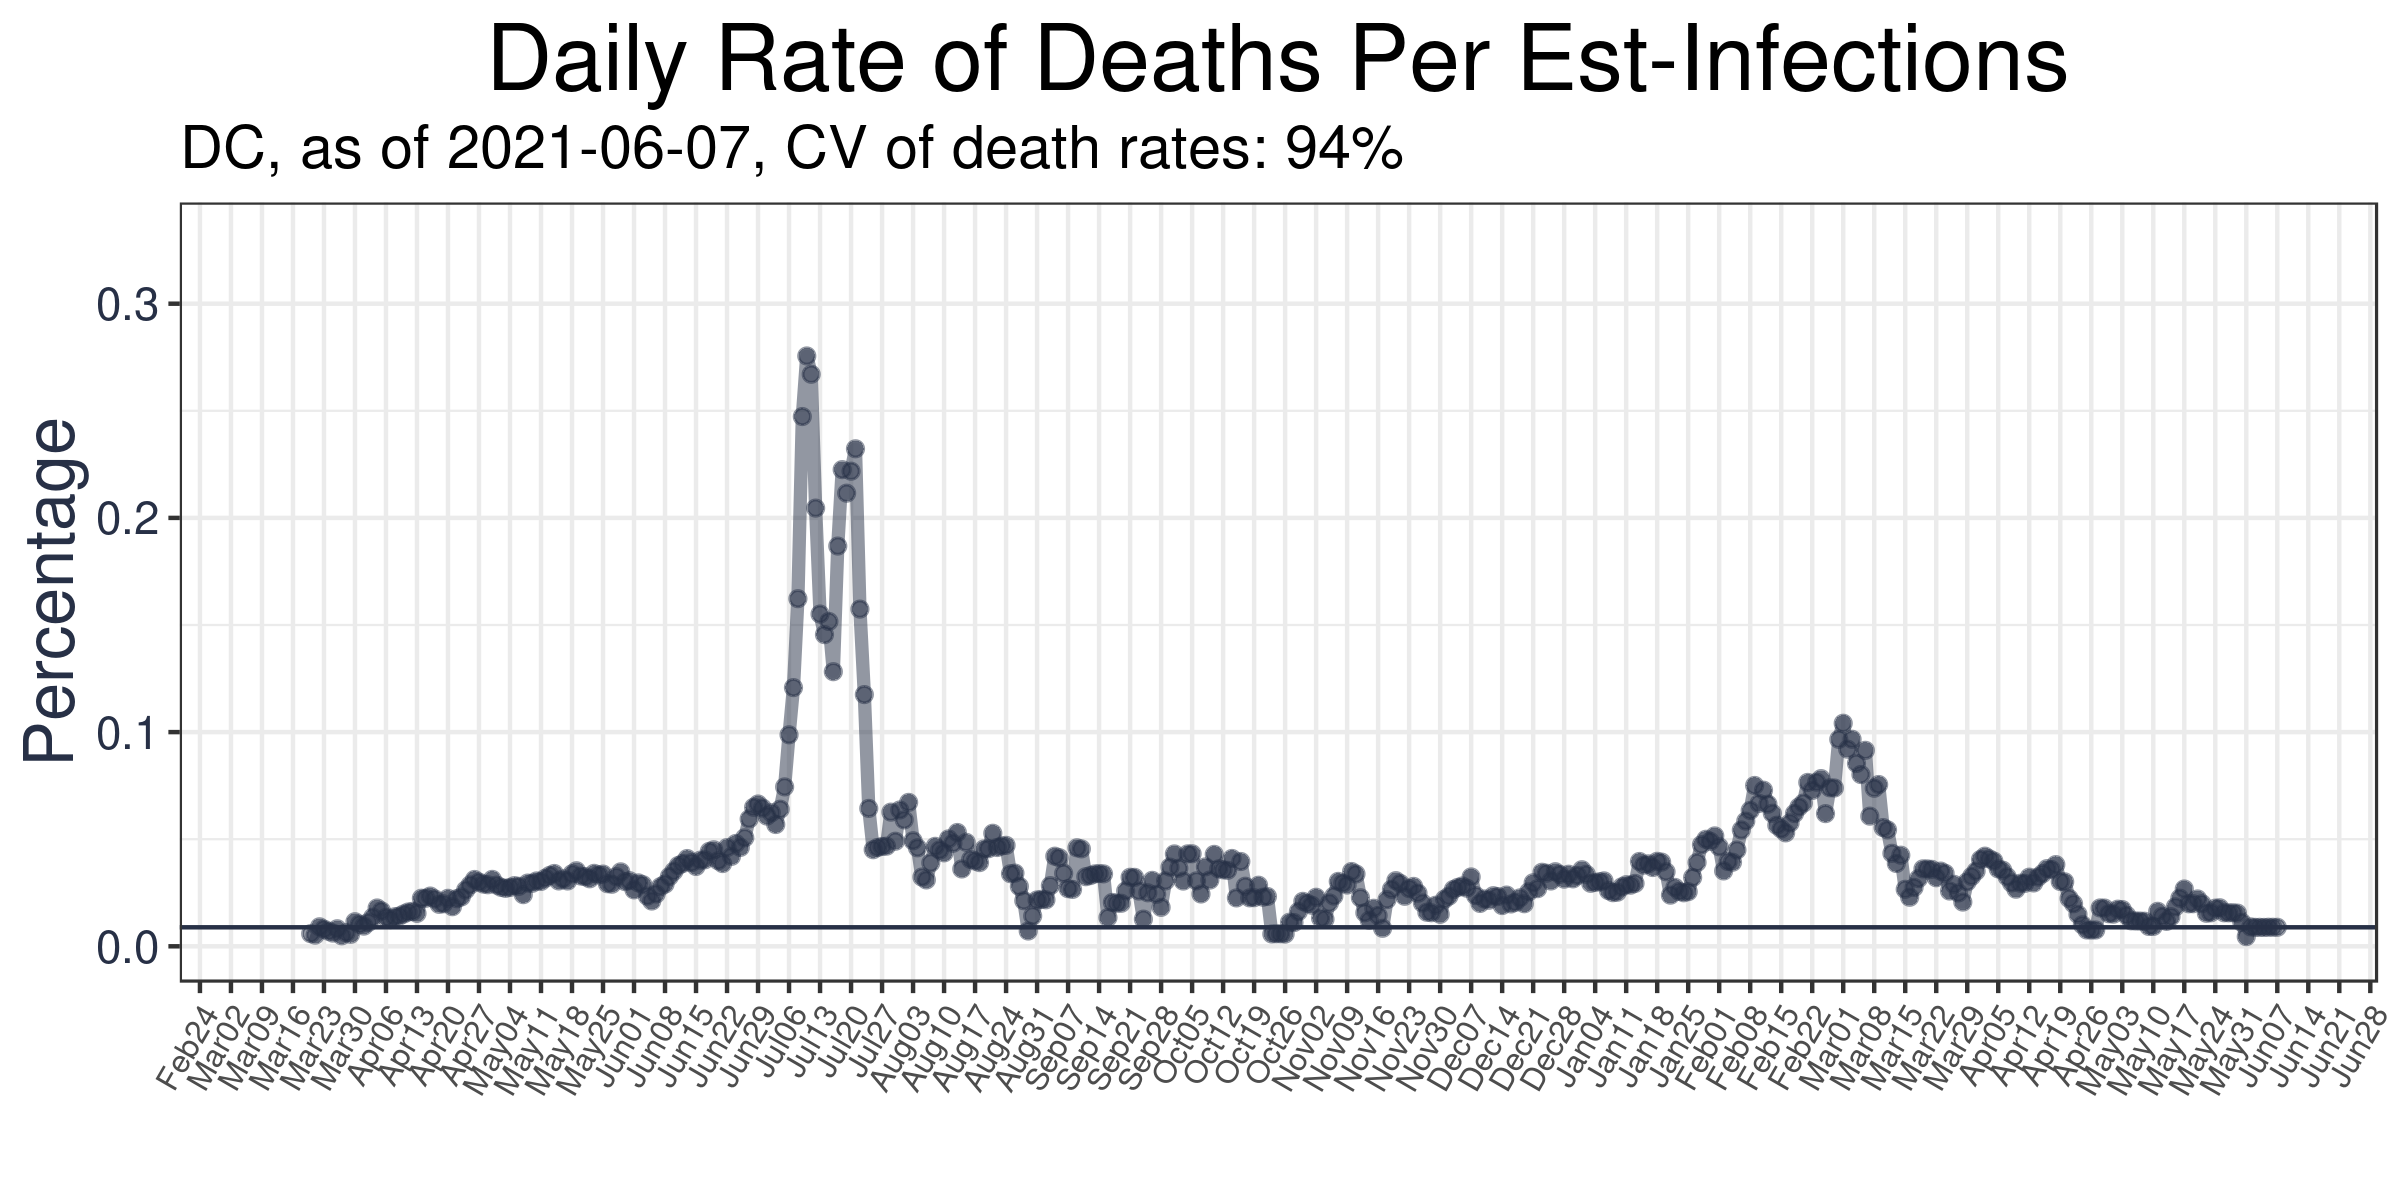 Daily Rate of Deaths Per Est-Infections
DC, as of 2021-06-07, CV of death rates: 94%
Percentage
0.3
0.2
0.1
0.0
Feb24
Mar02
Mar09
Mar16
Mar23
Mar30
Apr06
Apr13
Apr20
Apr27
May04
May11
May18
May25
Jun01
Jun08
Jun15
Jun22
Jun29
Jul06
Jul13
Jul20
Jul27
Aug03
Aug10
Aug17
Aug24
Aug31
Sep07
Sep14
Sep21
Sep28
Oct05
Oct12
Oct19
Oct26
Nov02
Nov09
Nov16
Nov23
Nov30
Dec07
Dec14
Dec21
Dec28
Jan04
Jan11
Jan18
Jan25
Feb01
Feb08
Feb15
Feb22
Mar01
Mar08
Mar15
Mar22
Mar29
Apr05
Apr12
Apr19
Apr26
May03
May10
May17
May24
May31
Jun07
Jun14
Jun21
Jun28